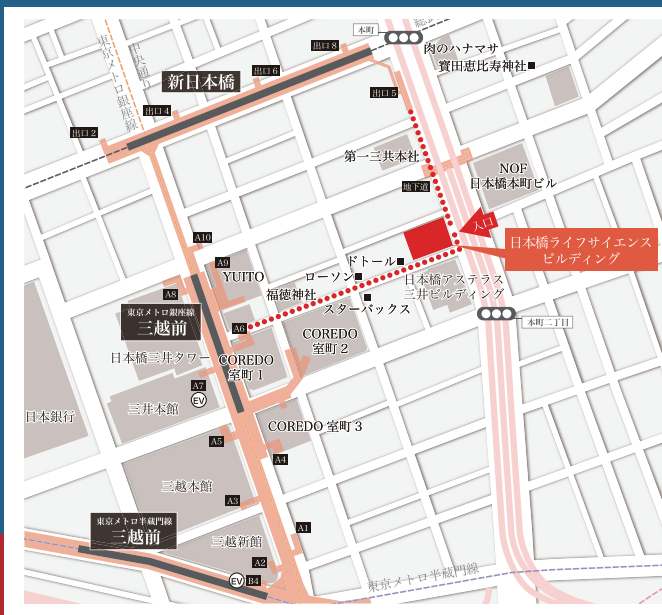 本町
総武
肉のハナマサ
寳田恵比寿神社
出口 8
出口 6
出口 5
出口 4
出口 2
中央通り
東京メトロ銀座線
新日本橋
第一三共本社
地下道
NOF
日本橋本町ビル
入口
日本橋ライフサイエンス
ビルディング
A10
A9
YUITO
A8
ドトール
ローソン
福徳神社
スターバックス
日本橋アステラス
三井ビルディング
本町二丁目
東京メトロ銀座線
三越前
A6
COREDO
室町 1
COREDO
室町 2
日本橋三井タワー
A7
EV
三井本館
日本銀行
COREDO 室町 3
A5
A4
三越本館
A3
東京メトロ半蔵門線
三越前
三越新館
A1
A2
EV
B4
東京メトロ半蔵門線